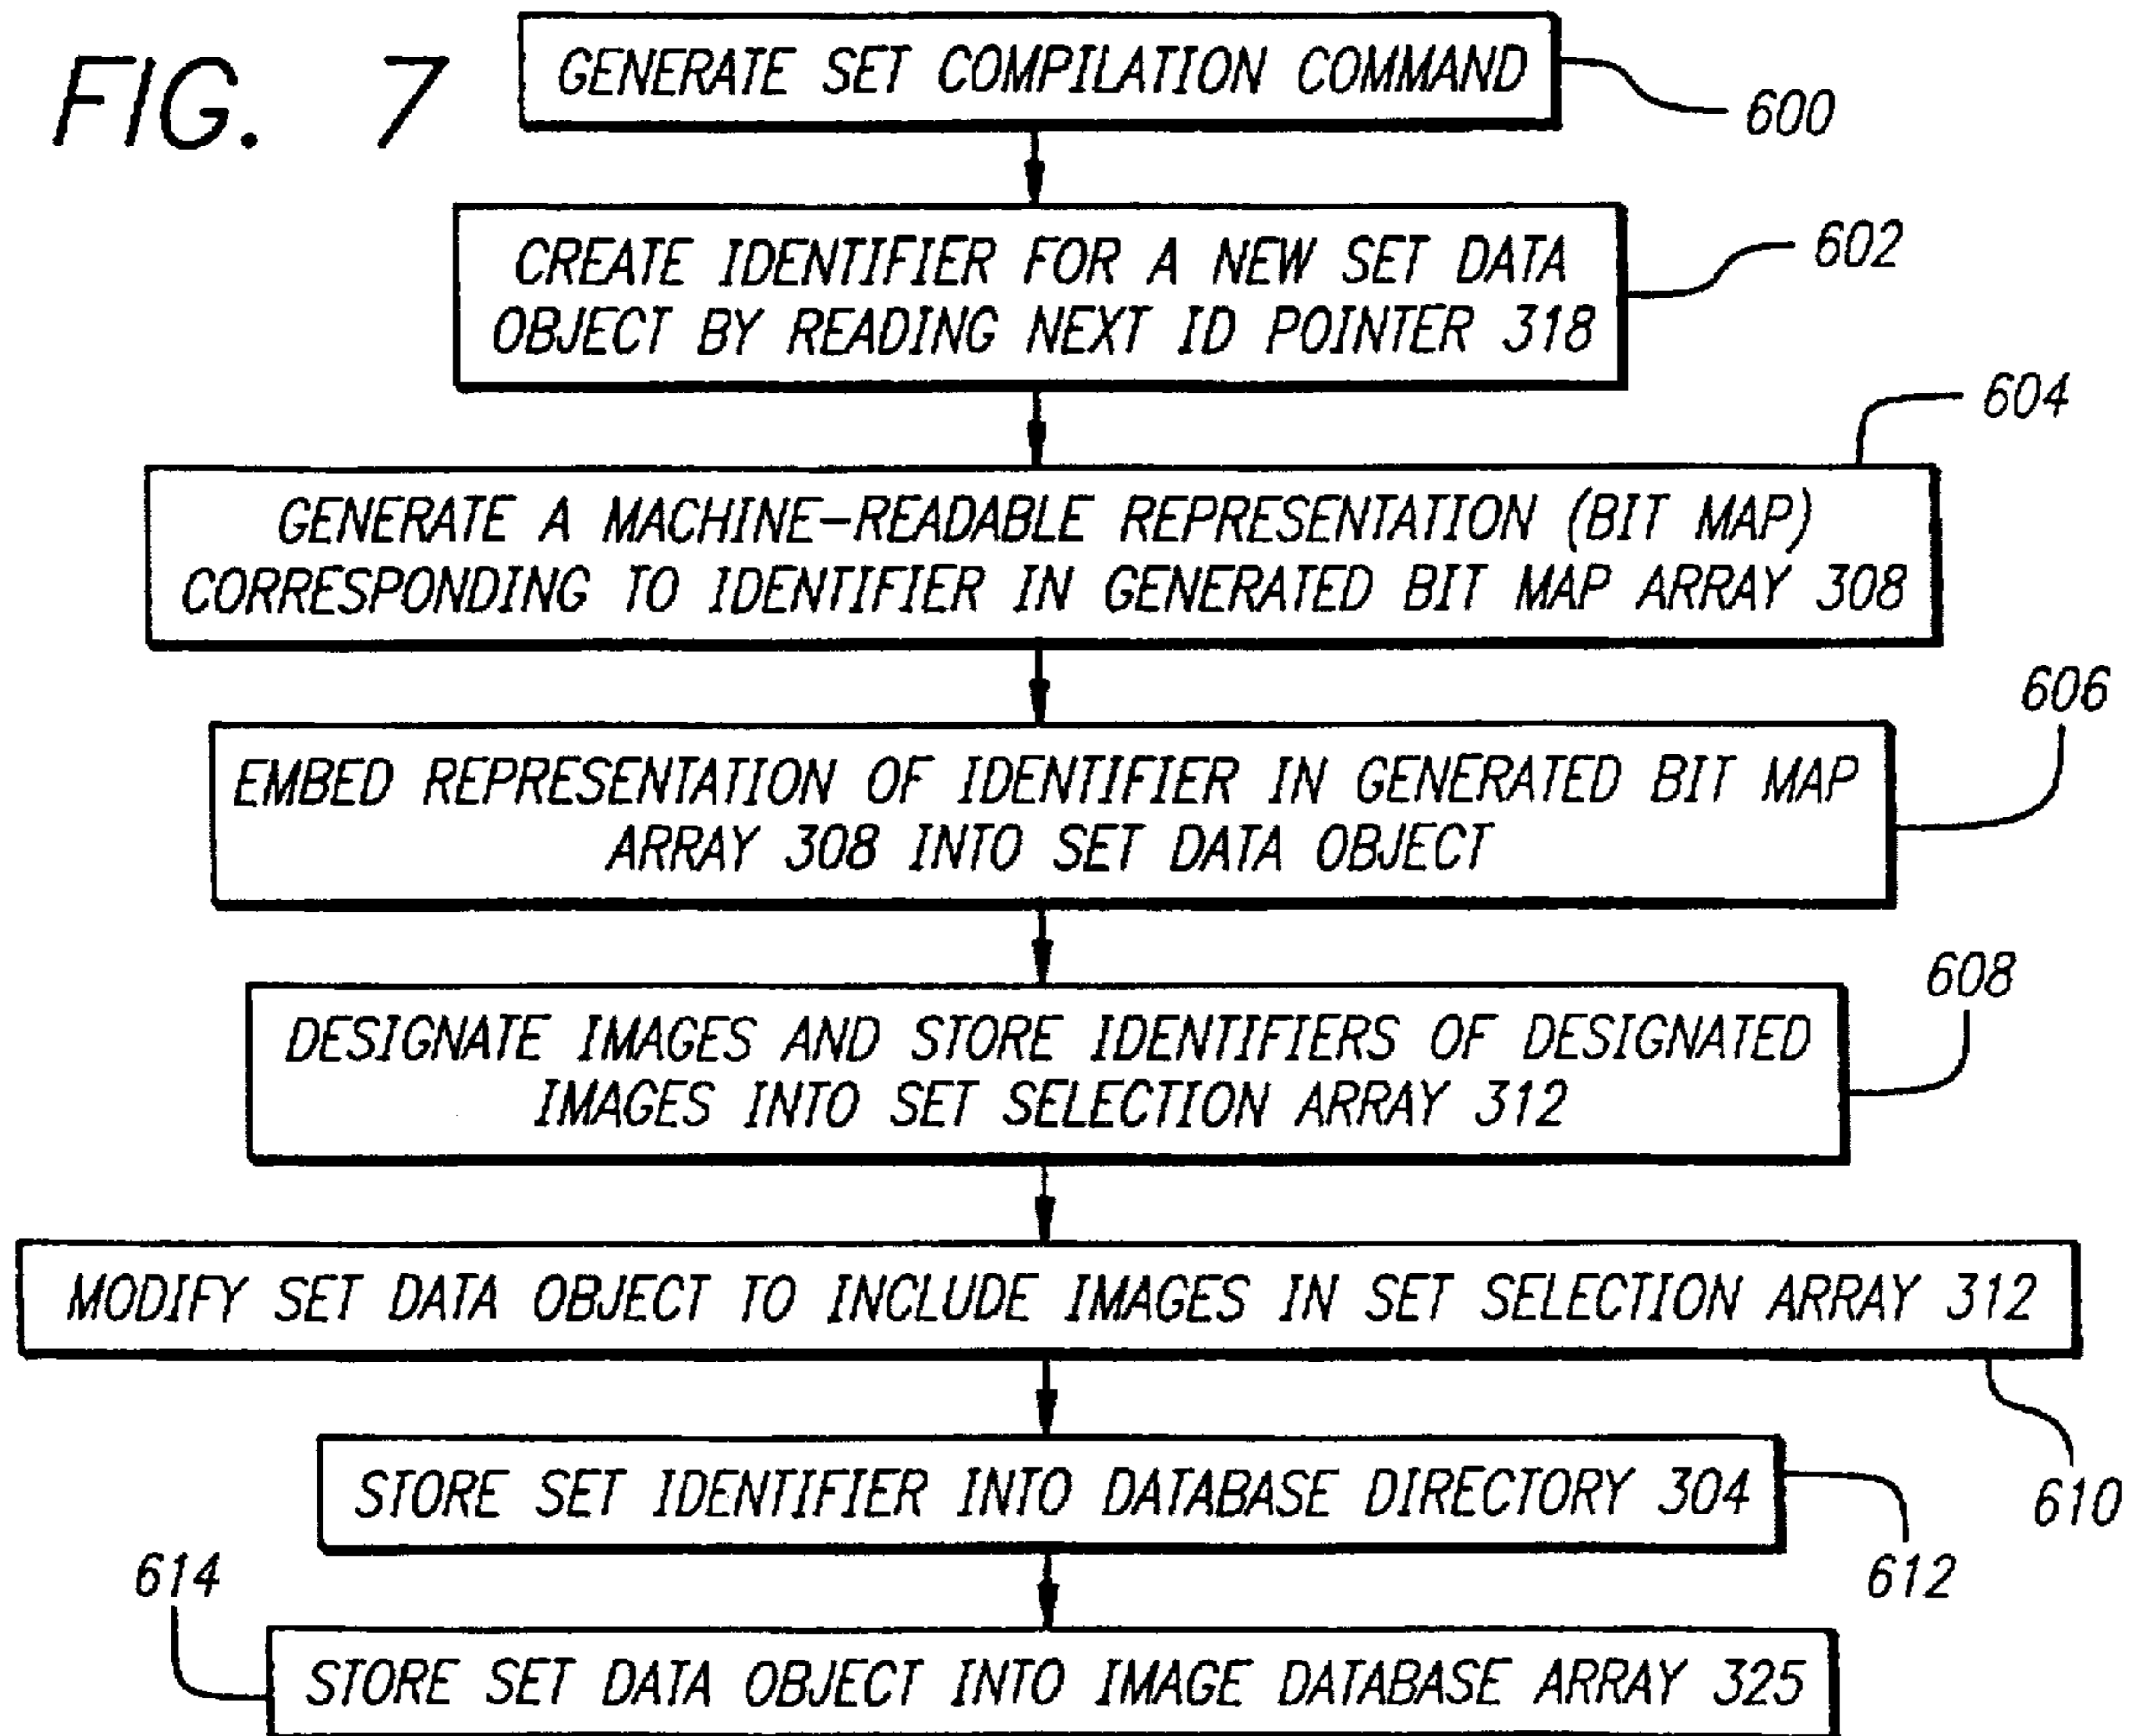 FIG. 7
GENERATE SET COMPILATION COMMAND
600
CREATE IDENTIFIER FOR A NEW SET DATA
OBJECT BY READING NEXT ID POINTER 318
602
604
GENERATE A MACHINE-READABLE REPRESENTATION (BIT MAP)
CORRESPONDING TO IDENTIFIER IN GENERATED BIT MAP ARRAY 308
606
EMBED REPRESENTATION OF IDENTIFIER IN GENERATED BIT MAP
ARRAY 308 INTO SET DATA OBJECT
608
DESIGNATE IMAGES AND STORE IDENTIFIERS OF DESIGNATED
IMAGES INTO SET SELECTION ARRAY 312
MODIFY SET DATA OBJECT TO INCLUDE IMAGES IN SET SELECTION ARRAY 312
610
STORE SET IDENTIFIER INTO DATABASE DIRECTORY 304
612
614
STORE SET DATA OBJECT INTO IMAGE DATABASE ARRAY 325